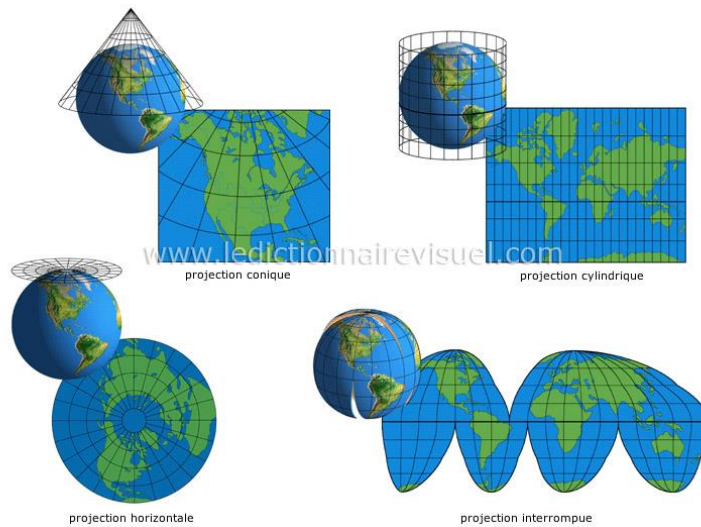 www.ledictionnairevisuel.com
projection conique
projection cylindrique
projection horizontale
projection interrompue